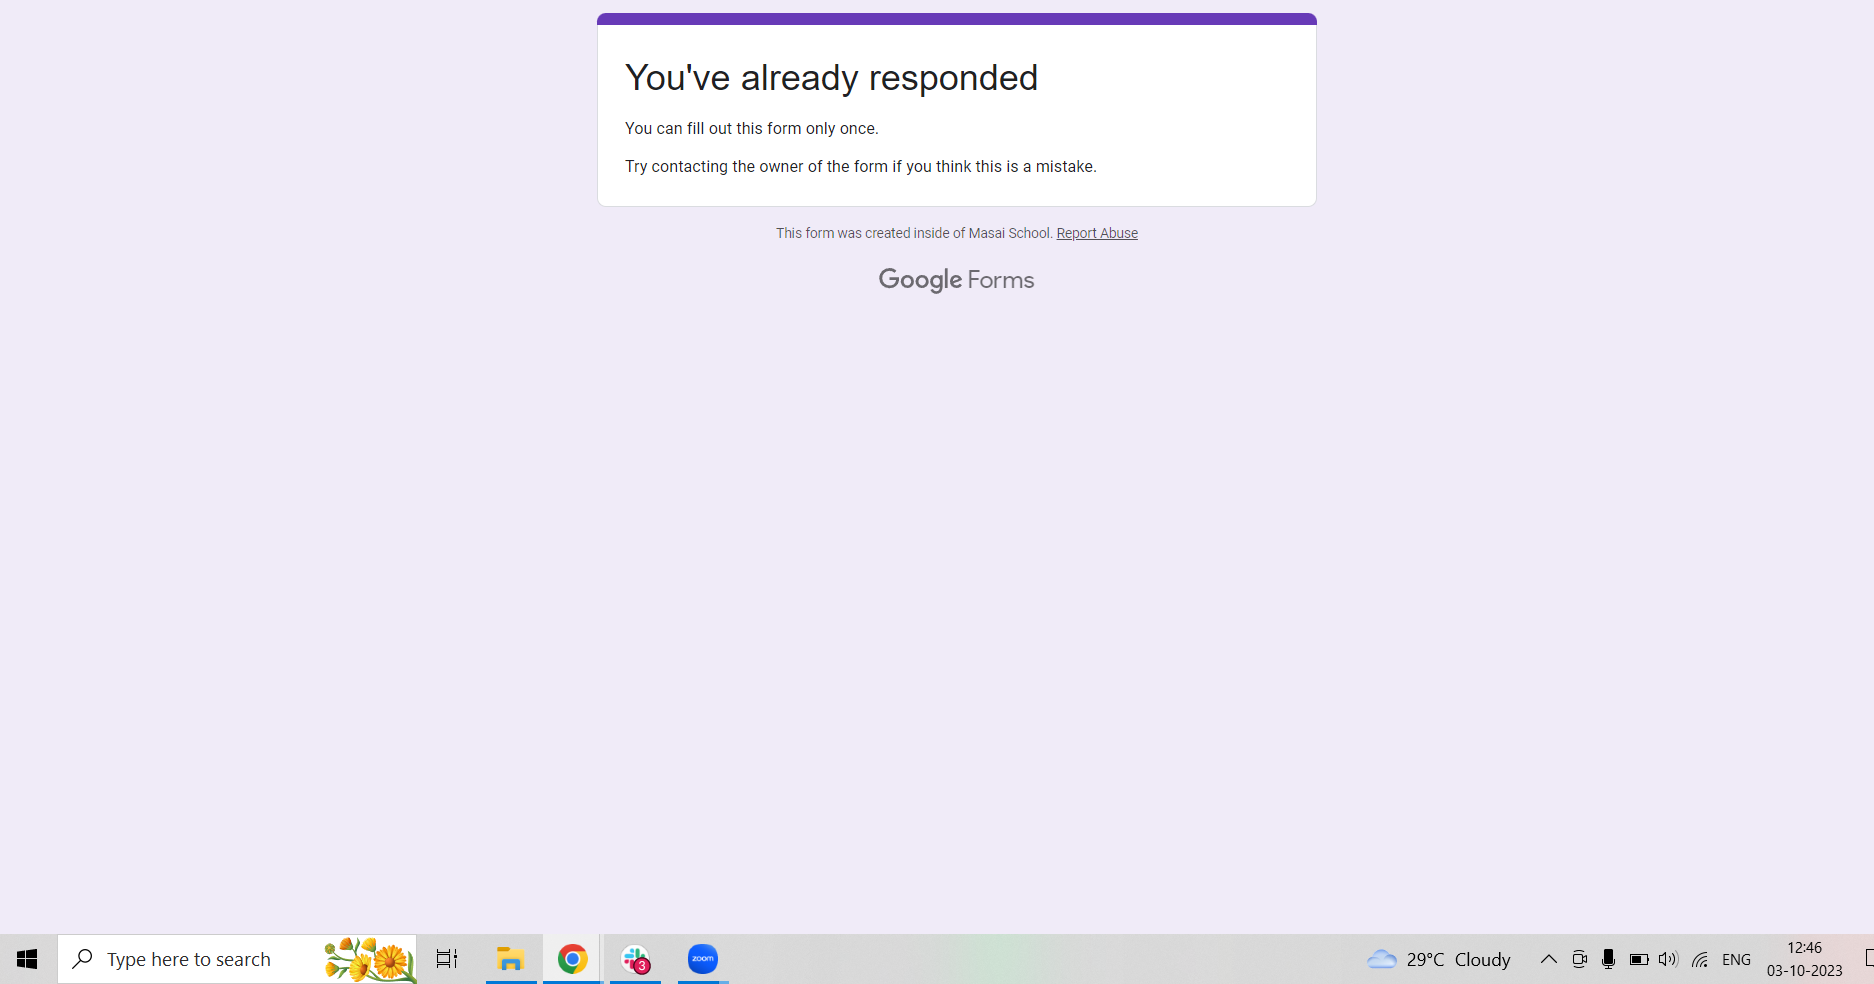 You've already responded
You can fill out this form only once.
Try contacting the owner of the form if you think this is a mistake.
This form was created inside of Masai School. Report Abuse
Google Forms
Type here to search
3
zoom
29°C Cloudy
ENG
12:46
03-10-2023